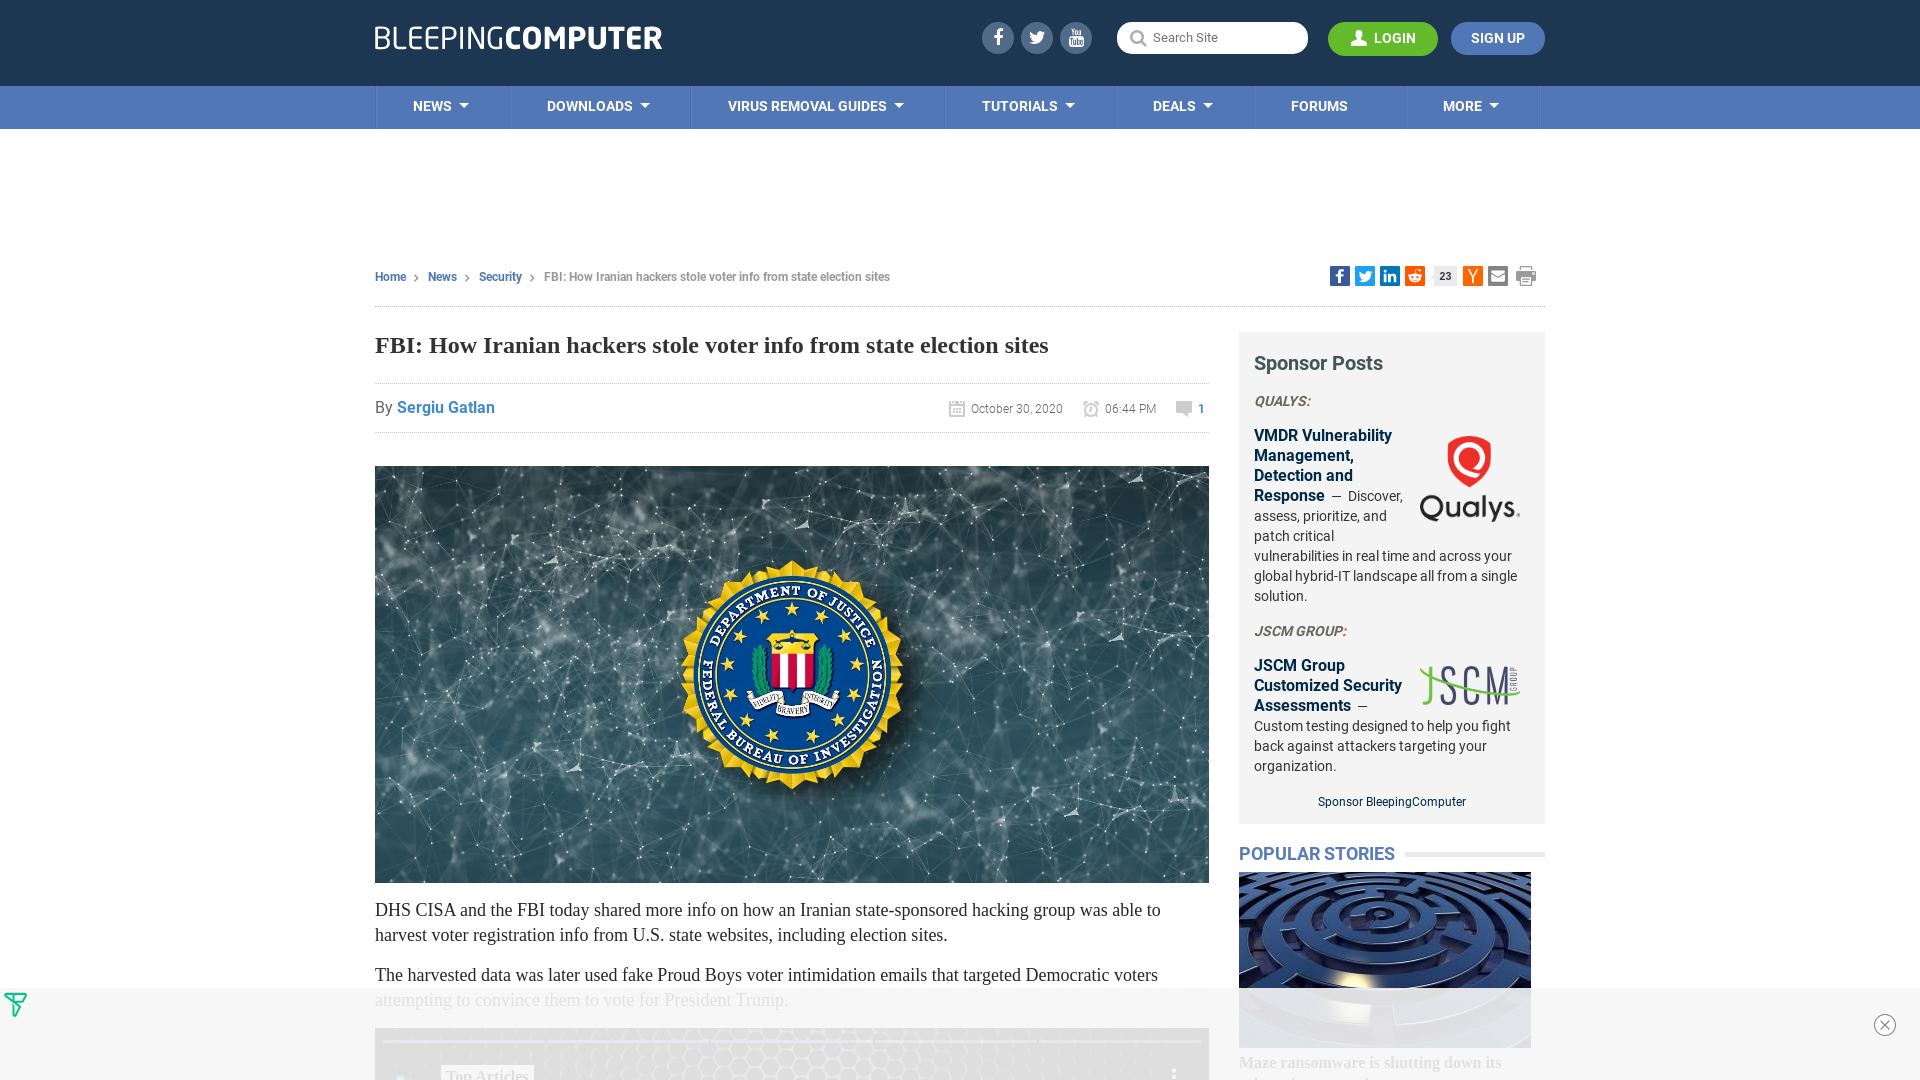 BLEEPINGCOMPUTER
You
Tube
Search Site
LOGIN
SIGN UP
NEWS
DOWNLOADS
VIRUS REMOVAL GUIDES
TUTORIALS
DEALS
FORUMS
MORE
Home
News
Security
FBI: How Iranian hackers stole voter info from state election sites
23
FBI: How Iranian hackers stole voter info from state election sites
By Sergiu Gatlan
October 30, 2020
06:44 PM
1
DEPARTMENT OF JUSTICE
FIDELITY BRAVERY INTEGRITY
FEDERAL BUREAU OF INVESTIGATION
DHS CISA and the FBI today shared more info on how an Iranian state-sponsored hacking group was able to
harvest voter registration info from U.S. state websites, including election sites.
The harvested data was later used fake Proud Boys voter intimidation emails that targeted Democratic voters
attempting to convince them to vote for President Trump.
Top Articles
Sponsor Posts
QUALYS:
VMDR Vulnerability
Management,
Detection and
Response – Discover,
assess, prioritize, and
patch critical
vulnerabilities in real time and across your
global hybrid-IT landscape all from a single
solution.
Qualys.
JSCM GROUP:
JSCM Group
Customized Security
Assessments –
Custom testing designed to help you fight
back against attackers targeting your
organization.
JSCM GROUP
Sponsor BleepingComputer
POPULAR STORIES
Maze ransomware is shutting down its